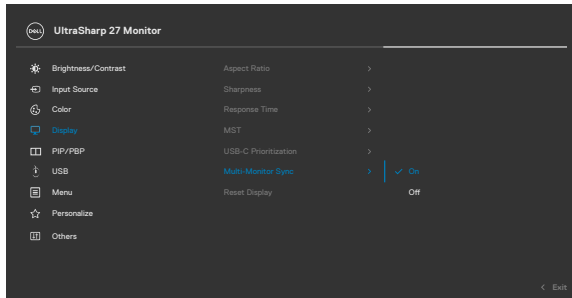 DELL UltraSharp 27 Monitor
Brightness/Contrast Aspect Ratio >
Input Source Sharpness >
Color Response Time >
Display MST >
PIP/PBP USB-C Prioritization >
USB Multi-Monitor Sync > ✓ On
Menu Reset Display Off
Personalize
Others
< Exit